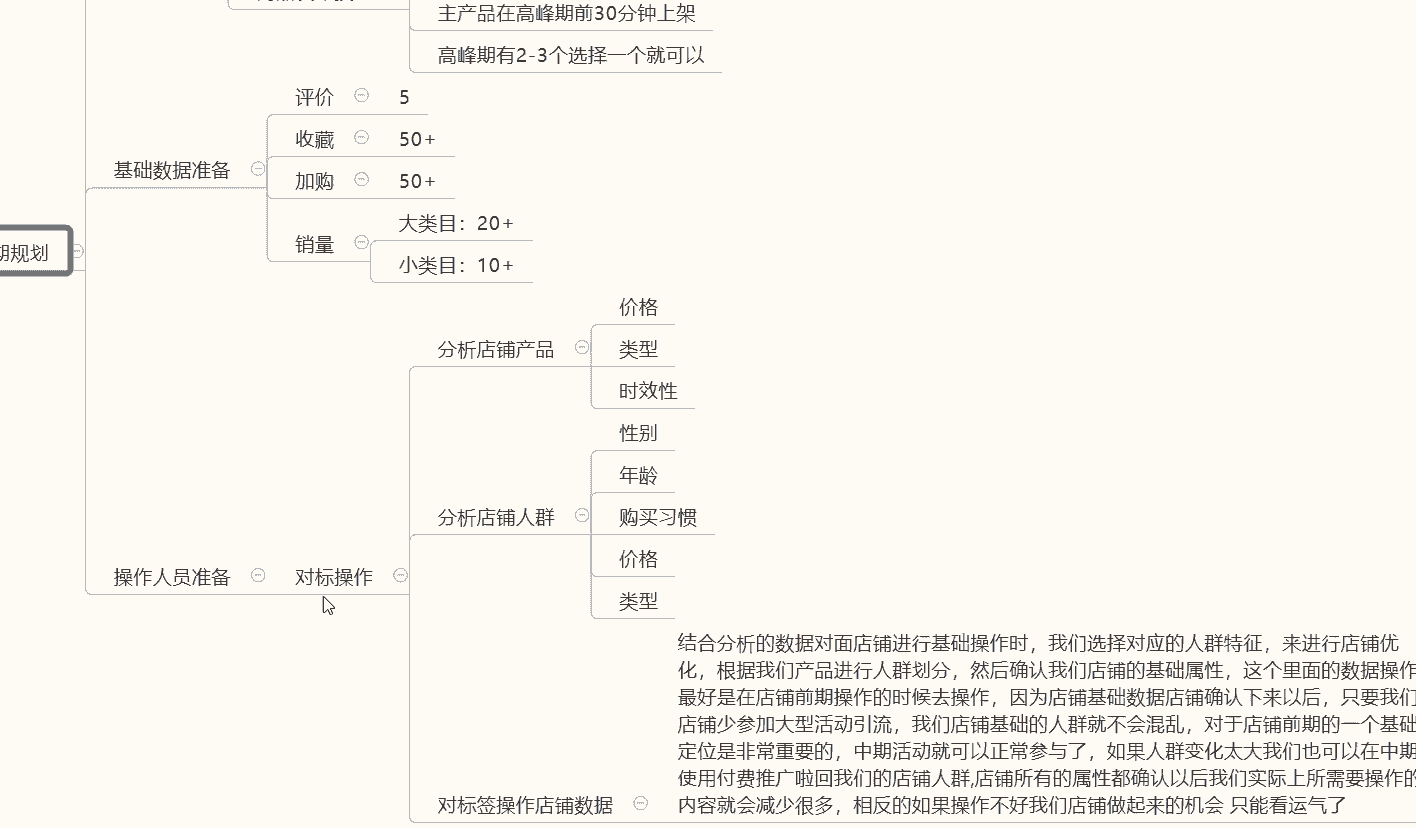 主产品在高峰期前30分钟上架
高峰期有2-3个选择一个就可以
评价 5
收藏 50+
基础数据准备
加购 50+
大类目：20+
销量
期规划
小类目：10+
价格
分析店铺产品 类型
时效性
性别
年龄
分析店铺人群 购买习惯
价格
操作人员准备 对标操作
类型
结合分析的数据对面店铺进行基础操作时，我们选择对应的人群特征，来进行店铺优
化，根据我们产品进行人群划分，然后确认我们店铺的基础属性，这个里面的数据操作
最好是在店铺前期操作的时候去操作，因为店铺基础数据店铺确认下来以后，只要我们
店铺少参加大型活动引流，我们店铺基础的人群就不会混乱，对于店铺前期的一个基础
定位是非常重要的，中期活动就可以正常参与了，如果人群变化太大我们也可以在中期
使用付费推广啦回我们的店铺人群,店铺所有的属性都确认以后我们实际上所需要操作的
对标签操作店铺数据 内容就会减少很多，相反的如果操作不好我们店铺做起来的机会 只能看运气了